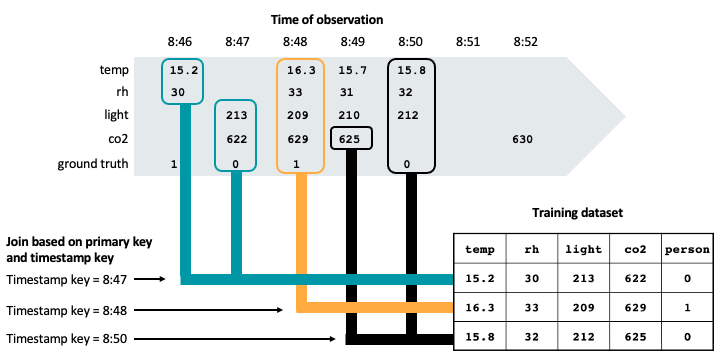 Time of observation
8:46 8:47 8:48 8:49 8:50 8:51 8:52
temp 15.2 16.3 15.7 15.8
rh 30 33 31 32
light 213 209 210 212
co2 622 629 625 630
ground truth 1 0 1 0
Training dataset
temp rh light co2 person
15.2 30 213 622 0
16.3 33 209 629 1
15.8 32 212 625 0
Join based on primary key
and timestamp key
Timestamp key = 8:47
Timestamp key = 8:48
Timestamp key = 8:50